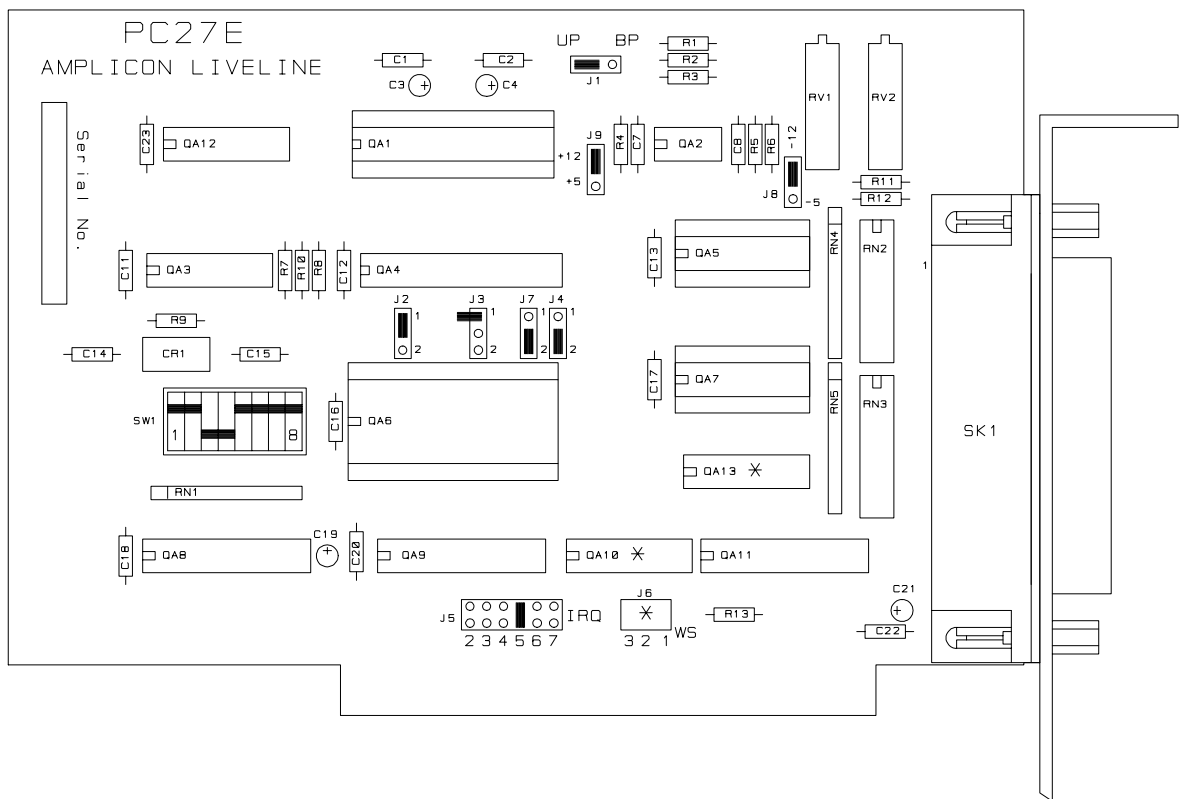 PC27E
AMPLICON LIVELINE
Serial No.
UP BP
J1
C1
C2
C3
C4
R1
R2
R3
RV1
RV2
C23
QA12
QA1
J9
+12
+5
R4
C7
QA2
C8
R5
R6
-12
J8
-5
R11
R12
C11
QA3
R7
R10
R8
C12
QA4
C13
QA5
RN4
RN2
1
R9
C14
CR1
C15
J2
1
2
J3
1
2
J7
1
2
J4
1
2
SW1
1 8
C16
QA6
C17
QA7
RN5
RN3
SK1
QA13 *
RN1
C18
QA8
C19
C20
QA9
QA10 *
QA11
J5
IRQ
2 3 4 5 6 7
J6
*
3 2 1
WS
R13
C21
C22